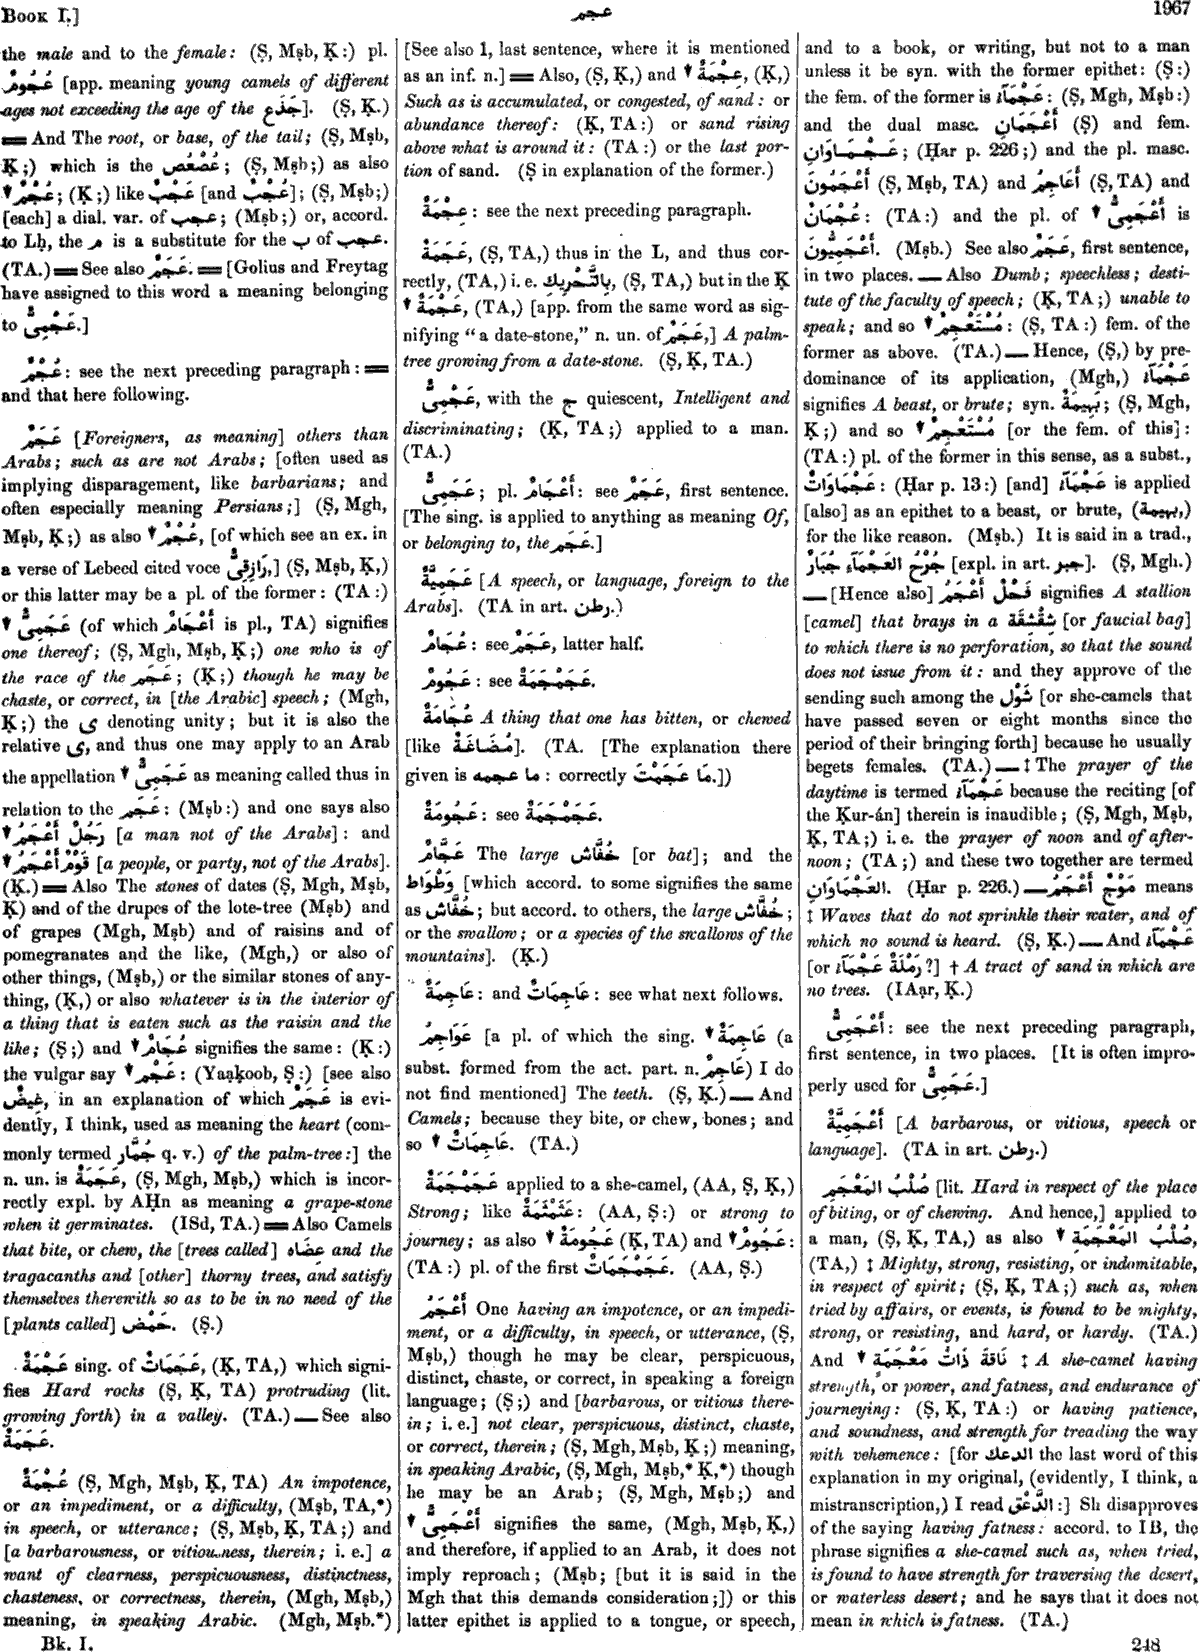 Book I.]
عجم
1967
the male and to the female: (Ṣ, Mṣb, Ḳ:) pl.
عُجُومٌ [app. meaning young camels of different
ages not exceeding the age of the جَذَع]. (Ṣ, Ḳ.)
═ And The root, or base, of the tail; (Ṣ, Mṣb,
Ḳ;) which is the عُصْعُص; (Ṣ, Mṣb;) as also
▼ عُجْمٌ; (Ḳ;) like عَجْبٌ [and عُجْبٌ]; (Ṣ, Mṣb;)
[each] a dial. var. of عجب; (Mṣb;) or, accord.
to Lḥ, the م is a substitute for the ب of عجب.
(TA.) ═ See also عَجَمٌ. ═ [Golius and Freytag
have assigned to this word a meaning belonging
to عَجْمِىٌّ.]
عُجْمٌ: see the next preceding paragraph: ═
and that here following.
عَجَمٌ [Foreigners, as meaning] others than
Arabs; such as are not Arabs; [often used as
implying disparagement, like barbarians; and
often especially meaning Persians;] (Ṣ, Mgh,
Mṣb, Ḳ;) as also ▼ عُجْمٌ, [of which see an ex. in
a verse of Lebeed cited voce رَازِقِىٌّ,] (Ṣ, Mṣb, Ḳ,)
or this latter may be a pl. of the former: (TA:)
▼ عَجَمِىٌّ (of which أَعْجَامٌ is pl., TA) signifies
one thereof; (Ṣ, Mgh, Mṣb, Ḳ;) one who is of
the race of the عَجَم; (Ḳ;) though he may be
chaste, or correct, in [the Arabic] speech; (Mgh,
Ḳ;) the ى denoting unity; but it is also the
relative ى, and thus one may apply to an Arab
the appellation ▼ عَجَمِىٌّ as meaning called thus in
relation to the عَجَم: (Mṣb:) and one says also
▼ رَجُلٌ أَعْجَمُ [a man not of the Arabs]: and
▼ قَوْمٌ أَعْجَمُ [a people, or party, not of the Arabs].
(Ḳ.) ═ Also The stones of dates (Ṣ, Mgh, Mṣb,
Ḳ) and of the drupes of the lote-tree (Mṣb) and
of grapes (Mgh, Mṣb) and of raisins and of
pomegranates and the like, (Mgh,) or also of
other things, (Mṣb,) or the similar stones of any-
thing, (Ḳ,) or also whatever is in the interior of
a thing that is eaten such as the raisin and the
like; (Ṣ;) and ▼ عُجَامٌ signifies the same: (Ḳ:)
the vulgar say ▼ عَجْم: (Yaạḳoob, Ṣ:) [see also
غِيضٌ, in an explanation of which عَجَمٌ is evi-
dently, I think, used as meaning the heart (com-
monly termed جُمَّار q. v.) of the palm-tree:] the
n. un. is عَجَمَةٌ, (Ṣ, Mgh, Mṣb,) which is incor-
rectly expl. by AḤn as meaning a grape-stone
when it germinates. (ISd, TA.) ═ Also Camels
that bite, or chew, the [trees called] عِضَاه and the
tragacanths and [other] thorny trees, and satisfy
themselves therewith so as to be in no need of the
[plants called] حَمْض. (Ṣ.)
عَجْمَةٌ sing. of عَجَمَاتٌ, (Ḳ, TA,) which signi-
fies Hard rocks (Ṣ, Ḳ, TA) protruding (lit.
growing forth) in a valley. (TA.) — See also
عَجَمَةٌ.
عُجْمَةٌ (Ṣ, Mgh, Mṣb, Ḳ, TA) An impotence,
or an impediment, or a difficulty, (Mṣb, TA,*)
in speech, or utterance; (Ṣ, Mṣb, Ḳ, TA;) and
[a barbarousness, or vitiousness, therein; i. e.] a
want of clearness, perspicuousness, distinctness,
chasteness, or correctness, therein, (Mgh, Mṣb,)
meaning, in speaking Arabic. (Mgh, Mṣb.*)
[See also 1, last sentence, where it is mentioned
as an inf. n.] ═ Also, (Ṣ, Ḳ,) and ▼ عِجْمَةٌ, (Ḳ,)
Such as is accumulated, or congested, of sand: or
abundance thereof: (Ḳ, TA:) or sand rising
above what is around it: (TA:) or the last por-
tion of sand. (Ṣ in explanation of the former.)
عِجْمَةٌ: see the next preceding paragraph.
عَجَمَةٌ, (Ṣ, TA,) thus in the L, and thus cor-
rectly, (TA,) i. e. بِالتَّحْرِيكِ, (Ṣ, TA,) but in the Ḳ
▼ عَجْمَةٌ, (TA,) [app. from the same word as sig-
nifying “a date-stone,” n. un. of عَجَمٌ,] A palm-
tree growing from a date-stone. (Ṣ, Ḳ, TA.)
عَجْمِىٌّ, with the ج quiescent, Intelligent and
discriminating; (Ḳ, TA;) applied to a man.
(TA.)
عَجَمِىٌّ; pl. أَعْجَامٌ: see عَجَمٌ, first sentence.
[The sing. is applied to anything as meaning Of,
or belonging to, the عَجَم.]
عَجَمِيَّةٌ [A speech, or language, foreign to the
Arabs]. (TA in art. رطن.)
عُجَامٌ: see عَجَمٌ, latter half.
عَجُومٌ: see عَجَمْجَمَةٌ.
عُجَامَةٌ A thing that one has bitten, or chewed
[like مُضَاغَةٌ]. (TA. [The explanation there
given is ما عجمه: correctly مَا عَجَمْتَ.])
عَجُومَةٌ: see عَجَمْجَمَةٌ.
عَجَّامٌ The large خُفَّاش [or bat]; and the
وَطْوَاط [which accord. to some signifies the same
as خُفَّاش; but accord. to others, the large خُفَّاش;
or the swallow; or a species of the swallows of the
mountains]. (Ḳ.)
عَاجِمَةٌ: and عَاجِمَاتٌ: see what next follows.
عَوَاجِمُ [a pl. of which the sing. ▼ عَاجِمَةٌ (a
subst. formed from the act. part. n. عَاجِمٌ) I do
not find mentioned] The teeth. (Ṣ, Ḳ.) — And
Camels; because they bite, or chew, bones; and
so ▼ عَاجِمَاتٌ. (TA.)
عَجَمْجَمَةٌ applied to a she-camel, (AA, Ṣ, Ḳ,)
Strong; like عَثَمْثَمَةٌ: (AA, Ṣ:) or strong to
journey; as also ▼ عَجُومَةٌ (Ḳ, TA) and ▼ عَجُومٌ:
(TA:) pl. of the first عَجَمْجَمَاتٌ. (AA, Ṣ.)
أَعْجَمُ One having an impotence, or an impedi-
ment, or a difficulty, in speech, or utterance, (Ṣ,
Mṣb,) though he may be clear, perspicuous,
distinct, chaste, or correct, in speaking a foreign
language; (Ṣ;) and [barbarous, or vitious there-
in; i. e.] not clear, perspicuous, distinct, chaste,
or correct, therein; (Ṣ, Mgh, Mṣb, Ḳ;) meaning,
in speaking Arabic, (Ṣ, Mgh, Mṣb,* Ḳ,*) though
he may be an Arab; (Ṣ, Mgh, Mṣb;) and
▼ أَعْجَمِىٌّ signifies the same, (Mgh, Mṣb, Ḳ,)
and therefore, if applied to an Arab, it does not
imply reproach; (Mṣb; [but it is said in the
Mgh that this demands consideration;]) or this
latter epithet is applied to a tongue, or speech,
and to a book, or writing, but not to a man
unless it be syn. with the former epithet: (Ṣ:)
the fem. of the former is عَجْمَآءُ: (Ṣ, Mgh, Mṣb:)
and the dual masc. أَعْجَمَانِ (Ṣ) and fem.
عَجْمَاوَانِ; (Ḥar p. 226;) and the pl. masc.
أَعْجَمُونَ (Ṣ, Mṣb, TA) and أَعَاجِمُ (Ṣ, TA) and
عُجْمَانٌ: (TA:) and the pl. of ▼ أَعْجَمِىٌّ is
أَعْجَمِيُّونَ. (Mṣb.) See also عَجَمٌ, first sentence,
in two places. — Also Dumb; speechless; desti-
tute of the faculty of speech; (Ḳ, TA;) unable to
speak; and so ▼ مُسْتَعْجِمٌ: (Ṣ, TA:) fem. of the
former as above. (TA.) — Hence, (Ṣ,) by pre-
dominance of its application, (Mgh,) عَجْمَآءُ
signifies A beast, or brute; syn. بَهِيمَةٌ; (Ṣ, Mgh,
Ḳ;) and so ▼ مُسْتَعْجِمٌ [or the fem. of this]:
(TA:) pl. of the former in this sense, as a subst.,
عَجْمَاوَاتٌ: (Ḥar p. 13:) [and] عَجْمَآءُ is applied
[also] as an epithet to a beast, or brute, (بهيمة,)
for the like reason. (Mṣb.) It is said in a trad.,
جُرْحُ العَجْمَآءِ جُبَارٌ [expl. in art. جبر]. (Ṣ, Mgh.)
— [Hence also] فَحْلٌ أَعْجَمُ signifies A stallion
[camel] that brays in a شِقْشِقَة [or faucial bag]
to which there is no perforation, so that the sound
does not issue from it: and they approve of the
sending such among the شَوْل [or she-camels that
have passed seven or eight months since the
period of their bringing forth] because he usually
begets females. (TA.) — ‡ The prayer of the
daytime is termed عَجْمَآءُ because the reciting [of
the Ḳur-án] therein is inaudible; (Ṣ, Mgh, Mṣb,
Ḳ, TA;) i. e. the prayer of noon and of after-
noon; (TA;) and these two together are termed
العَجْمَاوَانِ. (Ḥar p. 226.) — مَوْجٌ أَعْجَمُ means
‡ Waves that do not sprinkle their water, and of
which no sound is heard. (Ṣ, Ḳ.) — And عَجْمَآءُ
[or رَمْلَةٌ عَجْمَآءُ?] † A tract of sand in which are
no trees. (IAạr, Ḳ.)
أَعْجَمِىٌّ: see the next preceding paragraph,
first sentence, in two places. [It is often impro-
perly used for عَجَمِىٌّ.]
أَعْجَمِيَّةٌ [A barbarous, or vitious, speech or
language]. (TA in art. رطن.)
صُلْبُ المَعْجَمِ [lit. Hard in respect of the place
of biting, or of chewing. And hence,] applied to
a man, (Ṣ, Ḳ, TA,) as also ▼ صُلْبُ المَعْجَمَةِ,
(TA,) ‡ Mighty, strong, resisting, or indomitable,
in respect of spirit; (Ṣ, Ḳ, TA;) such as, when
tried by affairs, or events, is found to be mighty,
strong, or resisting, and hard, or hardy. (TA.)
And ▼ نَاقَةٌ ذَاتُ مَعْجَمَةٍ ‡ A she-camel having
strength, or power, and fatness, and endurance of
journeying: (Ṣ, Ḳ, TA:) or having patience,
and soundness, and strength for treading the way
with vehemence: [for الدعك the last word of this
explanation in my original, (evidently, I think, a
mistranscription,) I read الدَّعْق:] Sh disapproves
of the saying having fatness: accord. to IB, the
phrase signifies a she-camel such as, when tried,
is found to have strength for traversing the desert,
or waterless desert; and he says that it does not
mean in which is fatness. (TA.)
Bk. I.
248